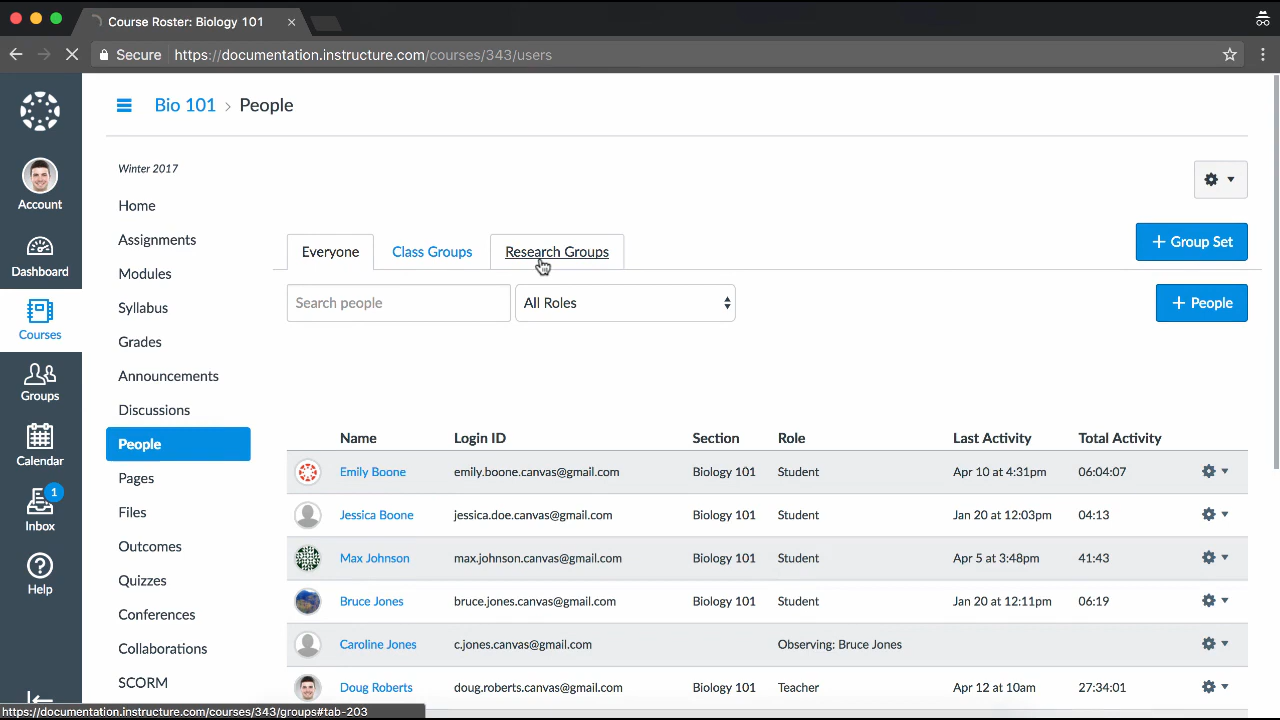 Course Roster: Biology 101
Secure https://documentation.instructure.com/courses/343/users
Bio 101 > People
Winter 2017
Account
Dashboard
Courses
Groups
Calendar
1
Inbox
Help
Home
Assignments
Modules
Syllabus
Grades
Announcements
Discussions
People
Pages
Files
Outcomes
Quizzes
Conferences
Collaborations
SCORM
Everyone Class Groups Research Groups
+ Group Set
Search people All Roles + People
Name Login ID Section Role Last Activity Total Activity
Emily Boone emily.boone.canvas@gmail.com Biology 101 Student Apr 10 at 4:31pm 06:04:07
Jessica Boone jessica.doe.canvas@gmail.com Biology 101 Student Jan 20 at 12:03pm 04:13
Max Johnson max.johnson.canvas@gmail.com Biology 101 Student Apr 5 at 3:48pm 41:43
Bruce Jones bruce.jones.canvas@gmail.com Biology 101 Student Jan 20 at 12:11pm 06:19
Caroline Jones c.jones.canvas@gmail.com Observing: Bruce Jones
Doug Roberts doug.roberts.canvas@gmail.com Biology 101 Teacher Apr 12 at 10am 27:34:01
https://documentation.instructure.com/courses/343/groups#tab-203